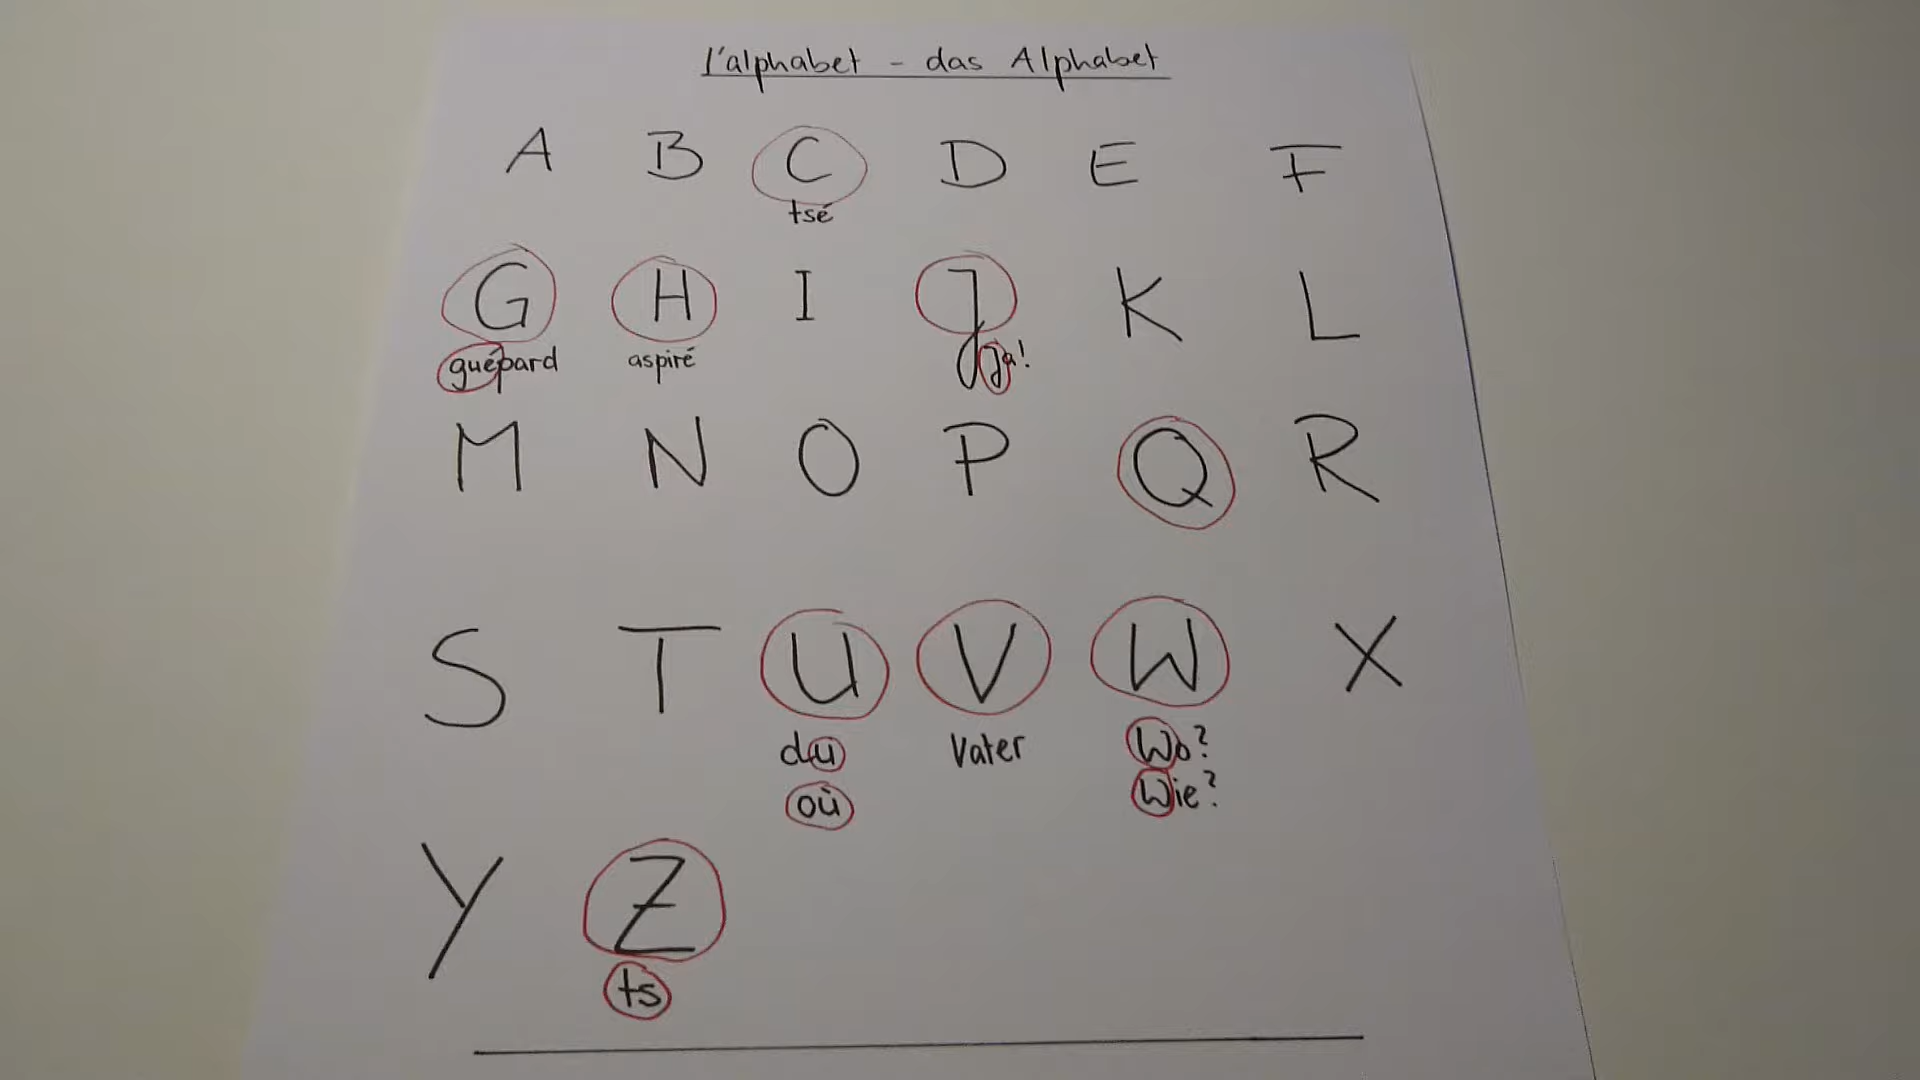 l'alphabet - das Alphabet
A B C D E F
tsé
G H I J K L
guépard aspiré Ja!
M N O P Q R
S T U V W X
du Vater Wo?
où Wie?
Y Z
ts